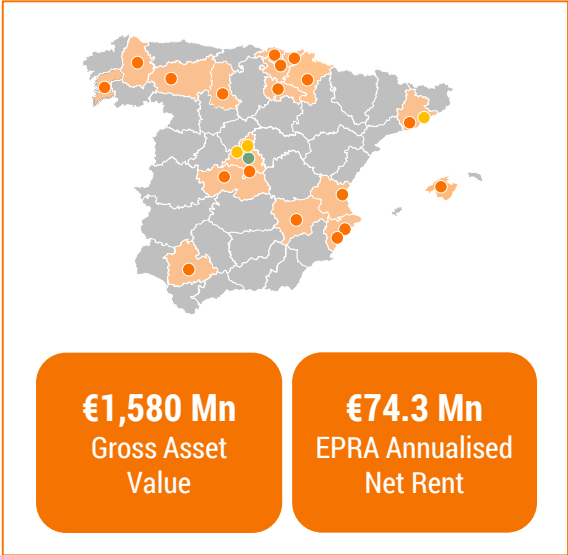 €1,580 Mn
Gross Asset
Value
€74.3 Mn
EPRA Annualised
Net Rent